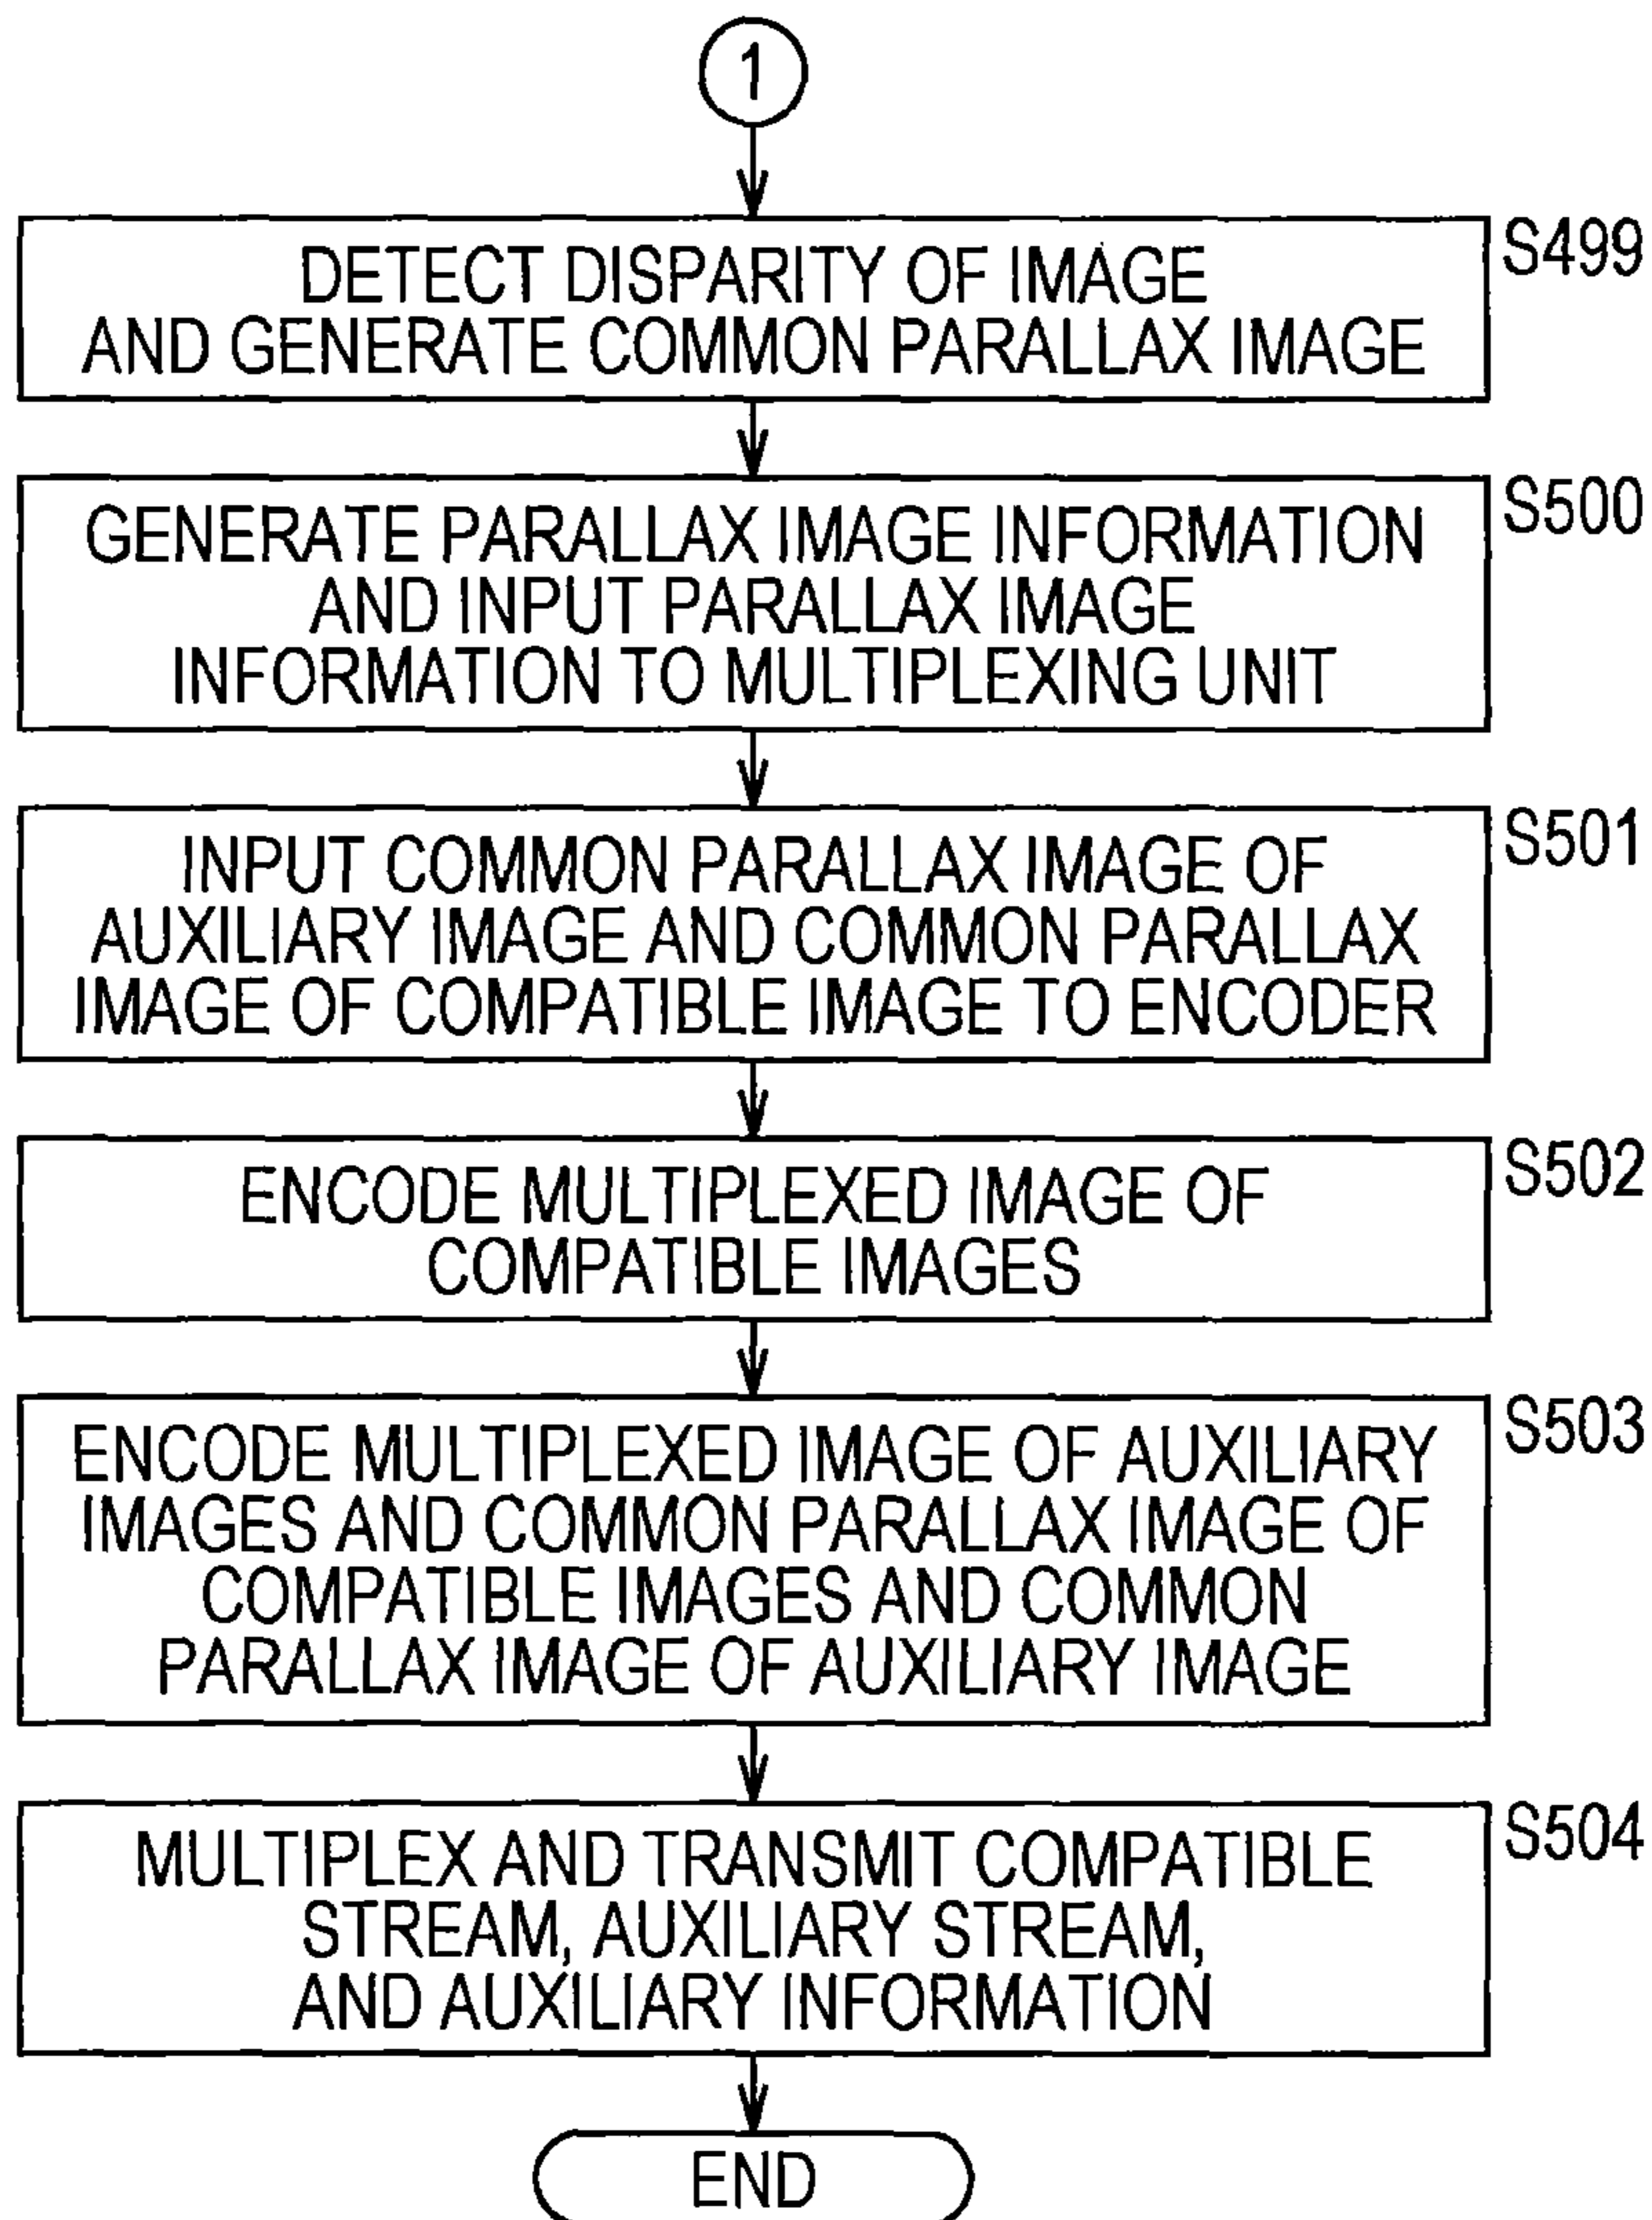 1
S499
DETECT DISPARITY OF IMAGE
AND GENERATE COMMON PARALLAX IMAGE
S500
GENERATE PARALLAX IMAGE INFORMATION
AND INPUT PARALLAX IMAGE
INFORMATION TO MULTIPLEXING UNIT
S501
INPUT COMMON PARALLAX IMAGE OF
AUXILIARY IMAGE AND COMMON PARALLAX
IMAGE OF COMPATIBLE IMAGE TO ENCODER
S502
ENCODE MULTIPLEXED IMAGE OF
COMPATIBLE IMAGES
S503
ENCODE MULTIPLEXED IMAGE OF AUXILIARY
IMAGES AND COMMON PARALLAX IMAGE OF
COMPATIBLE IMAGES AND COMMON
PARALLAX IMAGE OF AUXILIARY IMAGE
S504
MULTIPLEX AND TRANSMIT COMPATIBLE
STREAM, AUXILIARY STREAM,
AND AUXILIARY INFORMATION
END